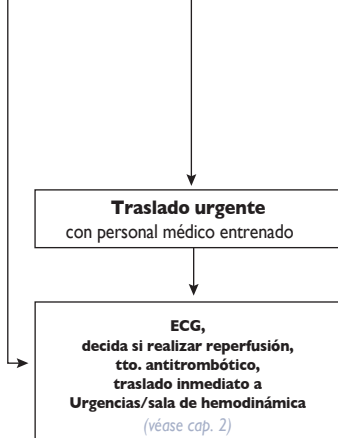 Traslado urgente
con personal médico entrenado
ECG,
decida si realizar reperfusión,
tto. antitrombótico,
traslado inmediato a
Urgencias/sala de hemodinámica
(véase cap. 2)